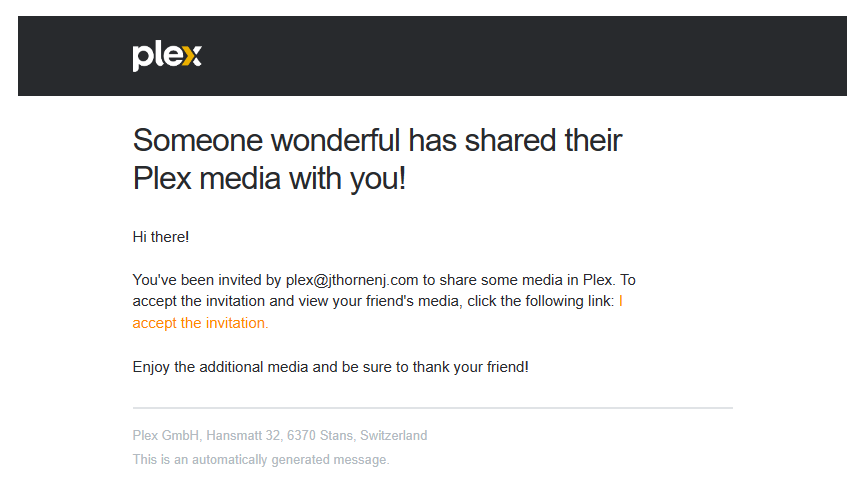 plex
Someone wonderful has shared their
Plex media with you!
Hi there!
You've been invited by plex@jthornenj.com to share some media in Plex. To
accept the invitation and view your friend's media, click the following link: I
accept the invitation.
Enjoy the additional media and be sure to thank your friend!
Plex GmbH, Hansmatt 32, 6370 Stans, Switzerland
This is an automatically generated message.